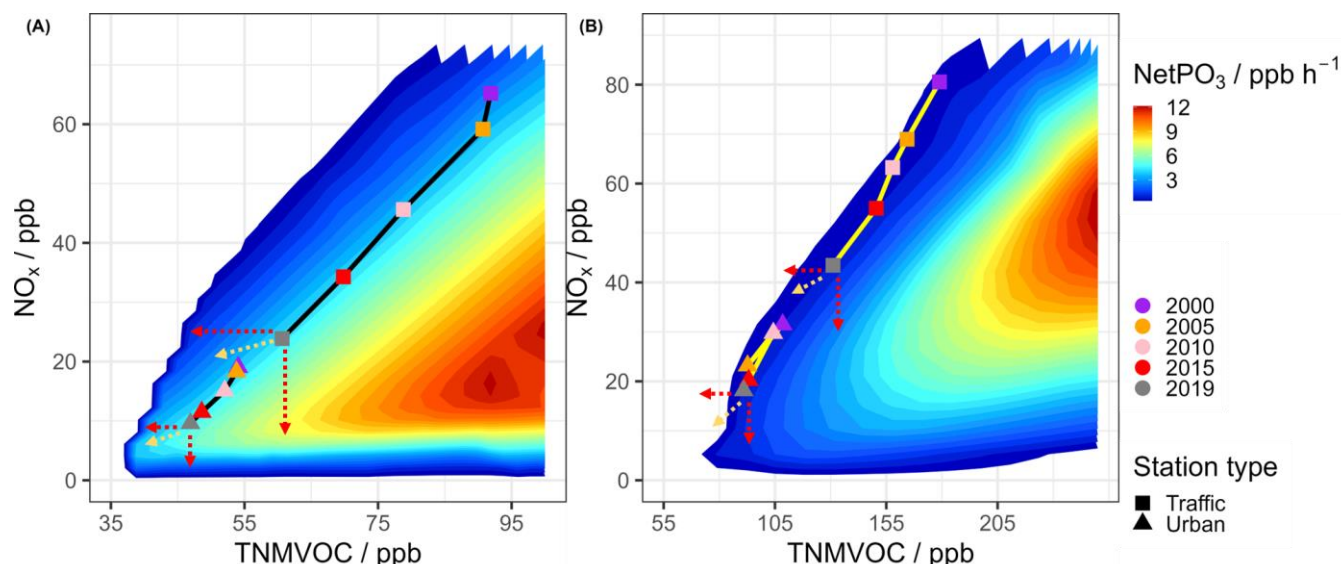 (A)
(B)
NOx / ppb
60
40
20
0
35
55
75
95
TNMVOC / ppb
NOx / ppb
80
60
40
20
0
55
105
155
205
TNMVOC / ppb
NetPO₃ / ppb h⁻¹
12
9
6
3
2000
2005
2010
2015
2019
Station type
Traffic
Urban